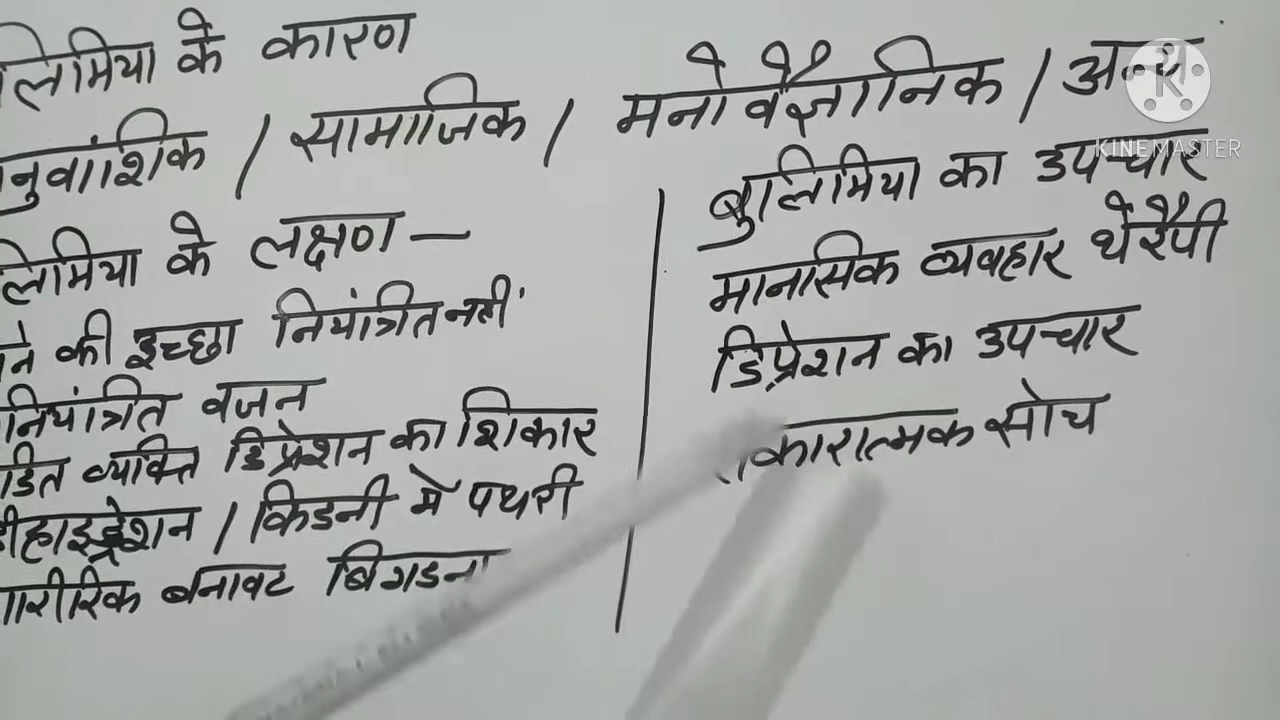 लिमिया के कारण
नुवांशिक / सामाजिक / मनोवैज्ञानिक / अन्य
लिमिया के लक्षण —
ने की इच्छा नियंत्रित नहीं
नियंत्रित वजन
डित व्यक्ति डिप्रेशन का शिकार
डीहाइड्रेशन / किडनी मे पथरी
शारीरिक बनावट बिगडना
बुलिमिया का उपचार
मानसिक व्यवहार थेरैपी
डिप्रेशन का उपचार
कारात्मक सोच
KINEMASTER